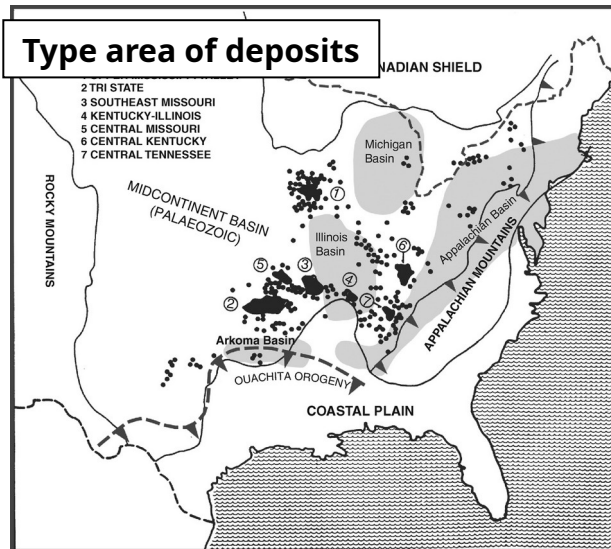 Type area of deposits
NADIAN SHIELD
2 TRI STATE
3 SOUTHEAST MISSOURI
4 KENTUCKY-ILLINOIS
5 CENTRAL MISSOURI
6 CENTRAL KENTUCKY
7 CENTRAL TENNESSEE
Michigan
Basin
ROCKY MOUNTAINS
MIDCONTINENT BASIN
(PALAEOZOIC)
1
Illinois
Basin
Appalachian Basin
APPALACHIAN MOUNTAINS
6
5
3
4
2
7
Arkoma Basin
OUACHITA OROGENY
COASTAL PLAIN